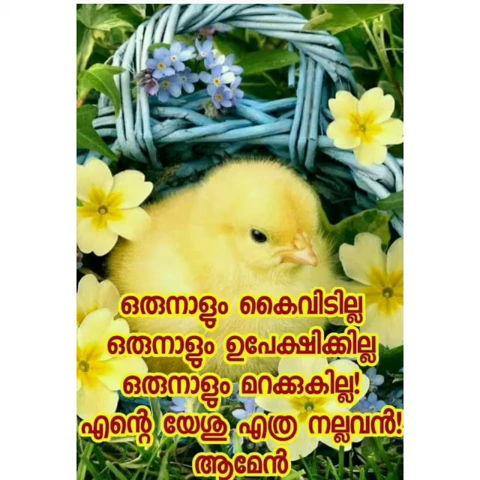 ഒരുനാളും കൈവിടില്ല
ഒരുനാളും ഉപേക്ഷിക്കില്ല
ഒരുനാളും മറക്കുകില്ല!
എന്റെ യേശു എത്ര നല്ലവൻ!
ആമേൻ